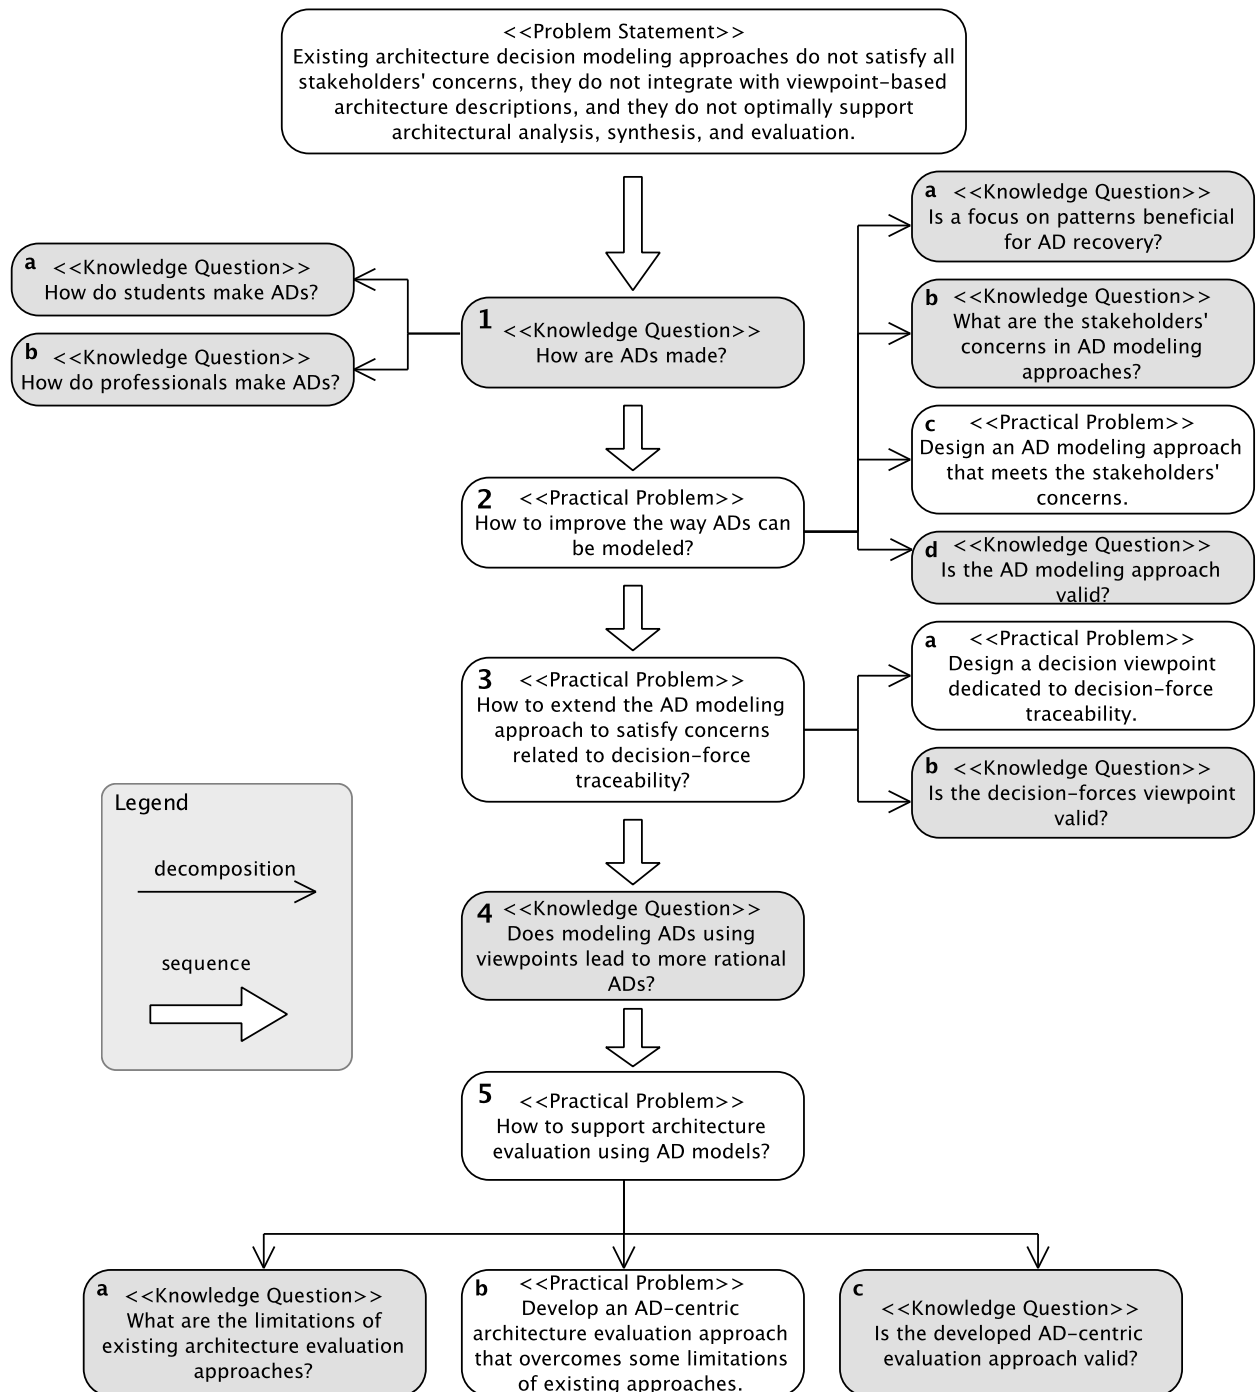 <<Problem Statement>>
Existing architecture decision modeling approaches do not satisfy all
stakeholders' concerns, they do not integrate with viewpoint-based
architecture descriptions, and they do not optimally support
architectural analysis, synthesis, and evaluation.
1 <<Knowledge Question>>
How are ADs made?
a <<Knowledge Question>>
How do students make ADs?
b <<Knowledge Question>>
How do professionals make ADs?
2 <<Practical Problem>>
How to improve the way ADs can
be modeled?
a <<Knowledge Question>>
Is a focus on patterns beneficial
for AD recovery?
b <<Knowledge Question>>
What are the stakeholders'
concerns in AD modeling
approaches?
c <<Practical Problem>>
Design an AD modeling approach
that meets the stakeholders'
concerns.
d <<Knowledge Question>>
Is the AD modeling approach
valid?
3 <<Practical Problem>>
How to extend the AD modeling
approach to satisfy concerns
related to decision-force
traceability?
a <<Practical Problem>>
Design a decision viewpoint
dedicated to decision-force
traceability.
b <<Knowledge Question>>
Is the decision-forces viewpoint
valid?
Legend
decomposition
sequence
4 <<Knowledge Question>>
Does modeling ADs using
viewpoints lead to more rational
ADs?
5 <<Practical Problem>>
How to support architecture
evaluation using AD models?
a <<Knowledge Question>>
What are the limitations of
existing architecture evaluation
approaches?
b <<Practical Problem>>
Develop an AD-centric
architecture evaluation approach
that overcomes some limitations
of existing approaches.
c <<Knowledge Question>>
Is the developed AD-centric
evaluation approach valid?